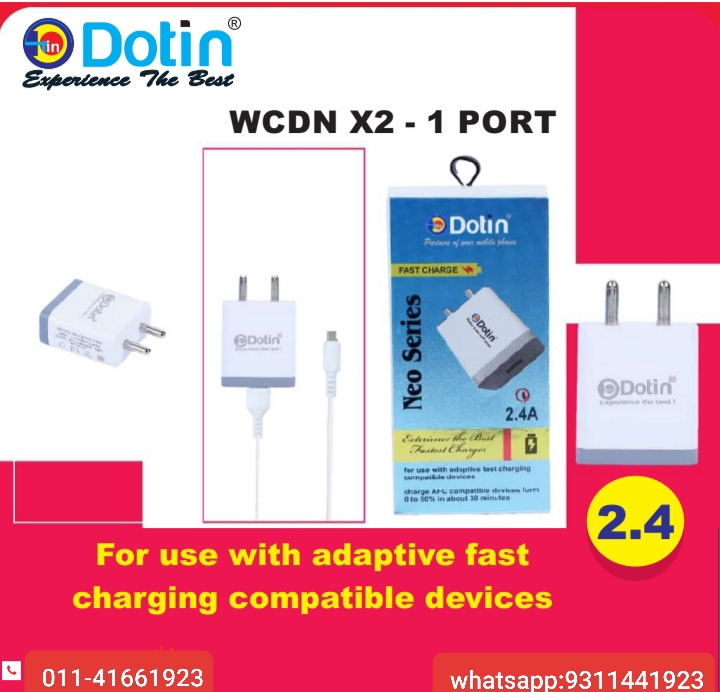 in Dotin®
Experience The Best
WCDN X2 - 1 PORT
Dotin®
Partner of your mobile phones
FAST CHARGE
Neo Series
Dotin
2.4A
Fastest Charger
for use with adaptive fast charging
compatible devices
charge AFC compatible devices form
0 to 50% in about 30 minutes
Dotin®
Dotin®
Experience the best !
Dotin®
Experience the best !
2.4
For use with adaptive fast
charging compatible devices
011-41661923
whatsapp:9311441923